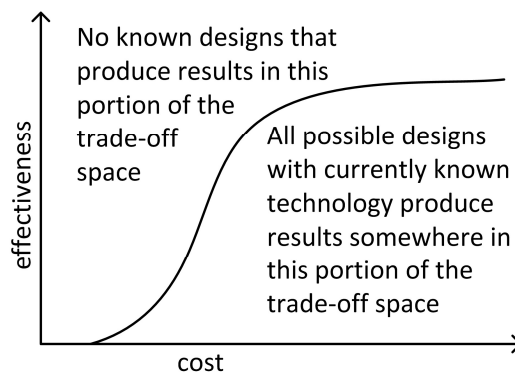 No known designs that
produce results in this
portion of the
trade-off
space
All possible designs
with currently known
technology produce
results somewhere in
this portion of the
trade-off space
effectiveness
cost